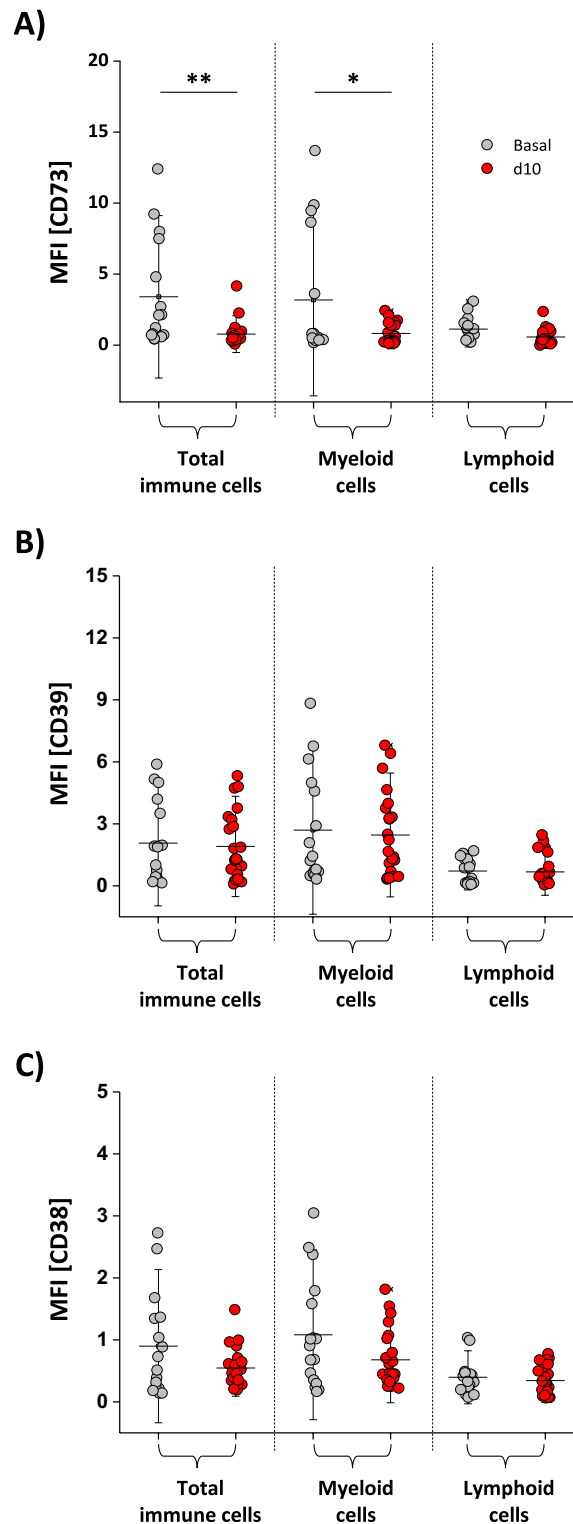 A)
MFI [CD73]
20
15
10
5
0
**
*
Basal
d10
Total immune cells
Myeloid cells
Lymphoid cells
B)
MFI [CD39]
15
12
9
6
3
0
Total immune cells
Myeloid cells
Lymphoid cells
C)
MFI [CD38]
5
4
3
2
1
0
Total immune cells
Myeloid cells
Lymphoid cells